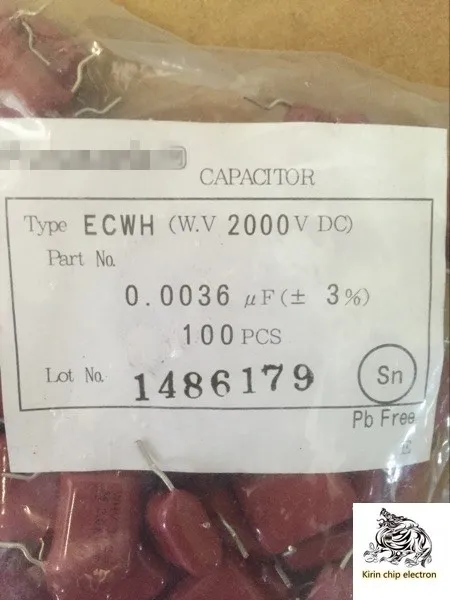 CAPACITOR
Type ECWH (W.V 2000V DC)
Part No.
0.0036 μF(± 3%)
100 PCS
Lot No. 1486179
Sn
Pb Free
Kirin chip electron